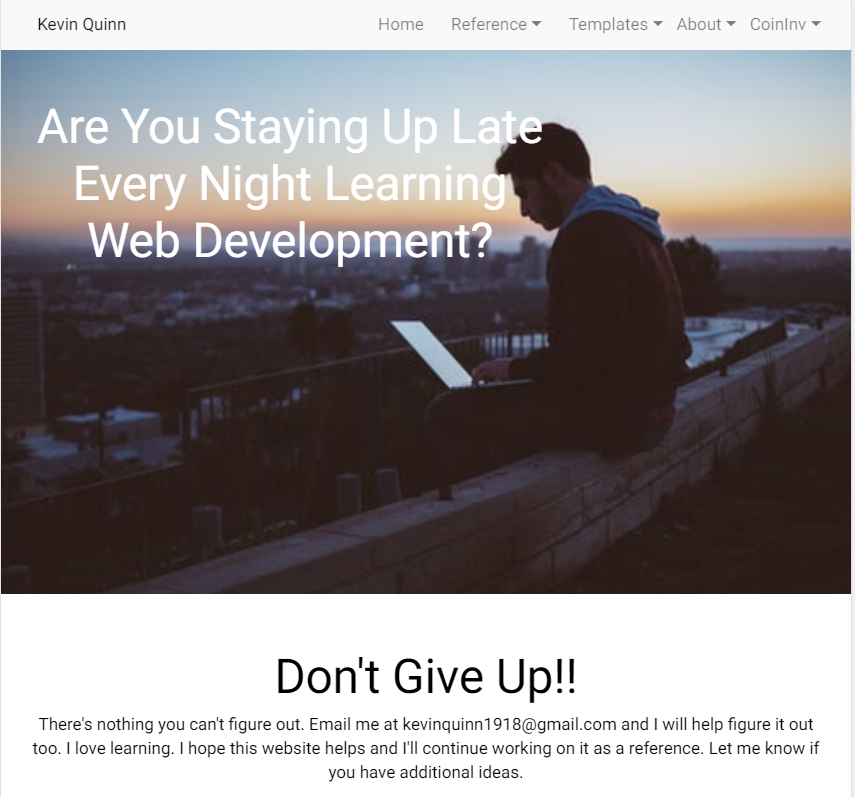 Kevin Quinn Home Reference Templates About CoinInv
Are You Staying Up Late
Every Night Learning
Web Development?
Don't Give Up!!
There's nothing you can't figure out. Email me at kevinquinn1918@gmail.com and I will help figure it out
too. I love learning. I hope this website helps and I'll continue working on it as a reference. Let me know if
you have additional ideas.